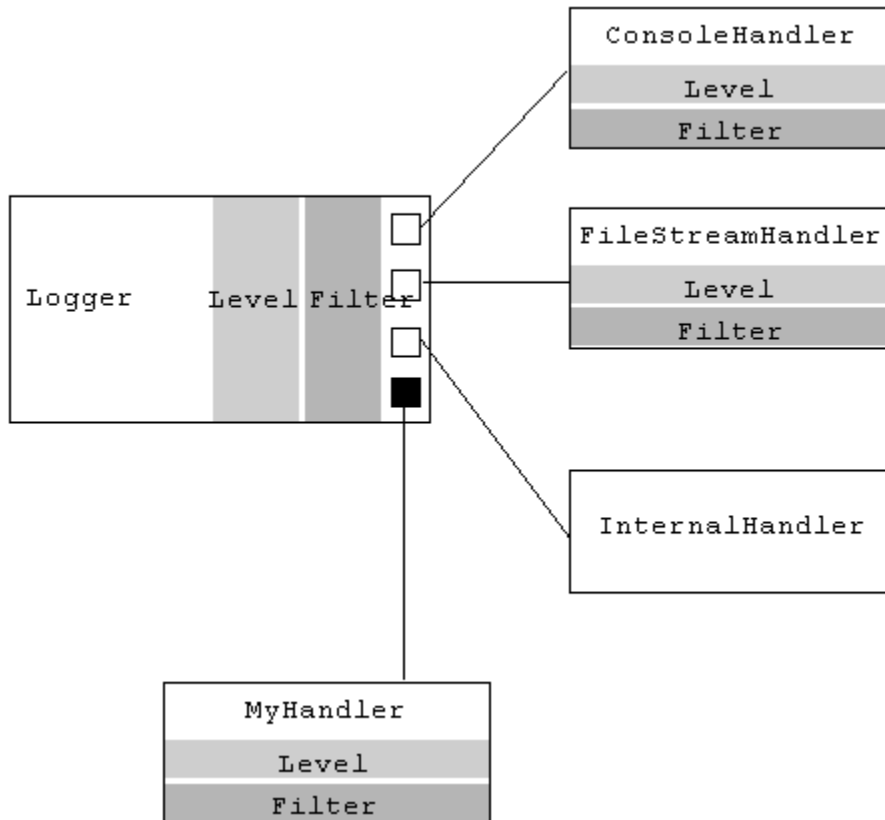 ConsoleHandler
Level
Filter
Logger Level Filter
FileStreamHandler
Level
Filter
InternalHandler
MyHandler
Level
Filter